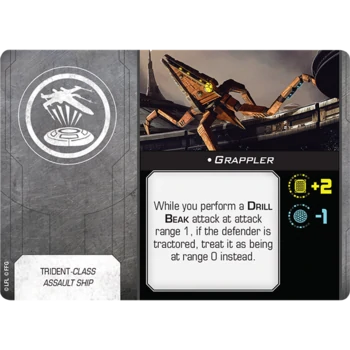 • GRAPPLER
While you perform a DRILL
BEAK attack at attack
range 1, if the defender is
tractored, treat it as being
at range 0 instead.
+2
-1
TRIDENT-CLASS
ASSAULT SHIP
©LFL ©FFG